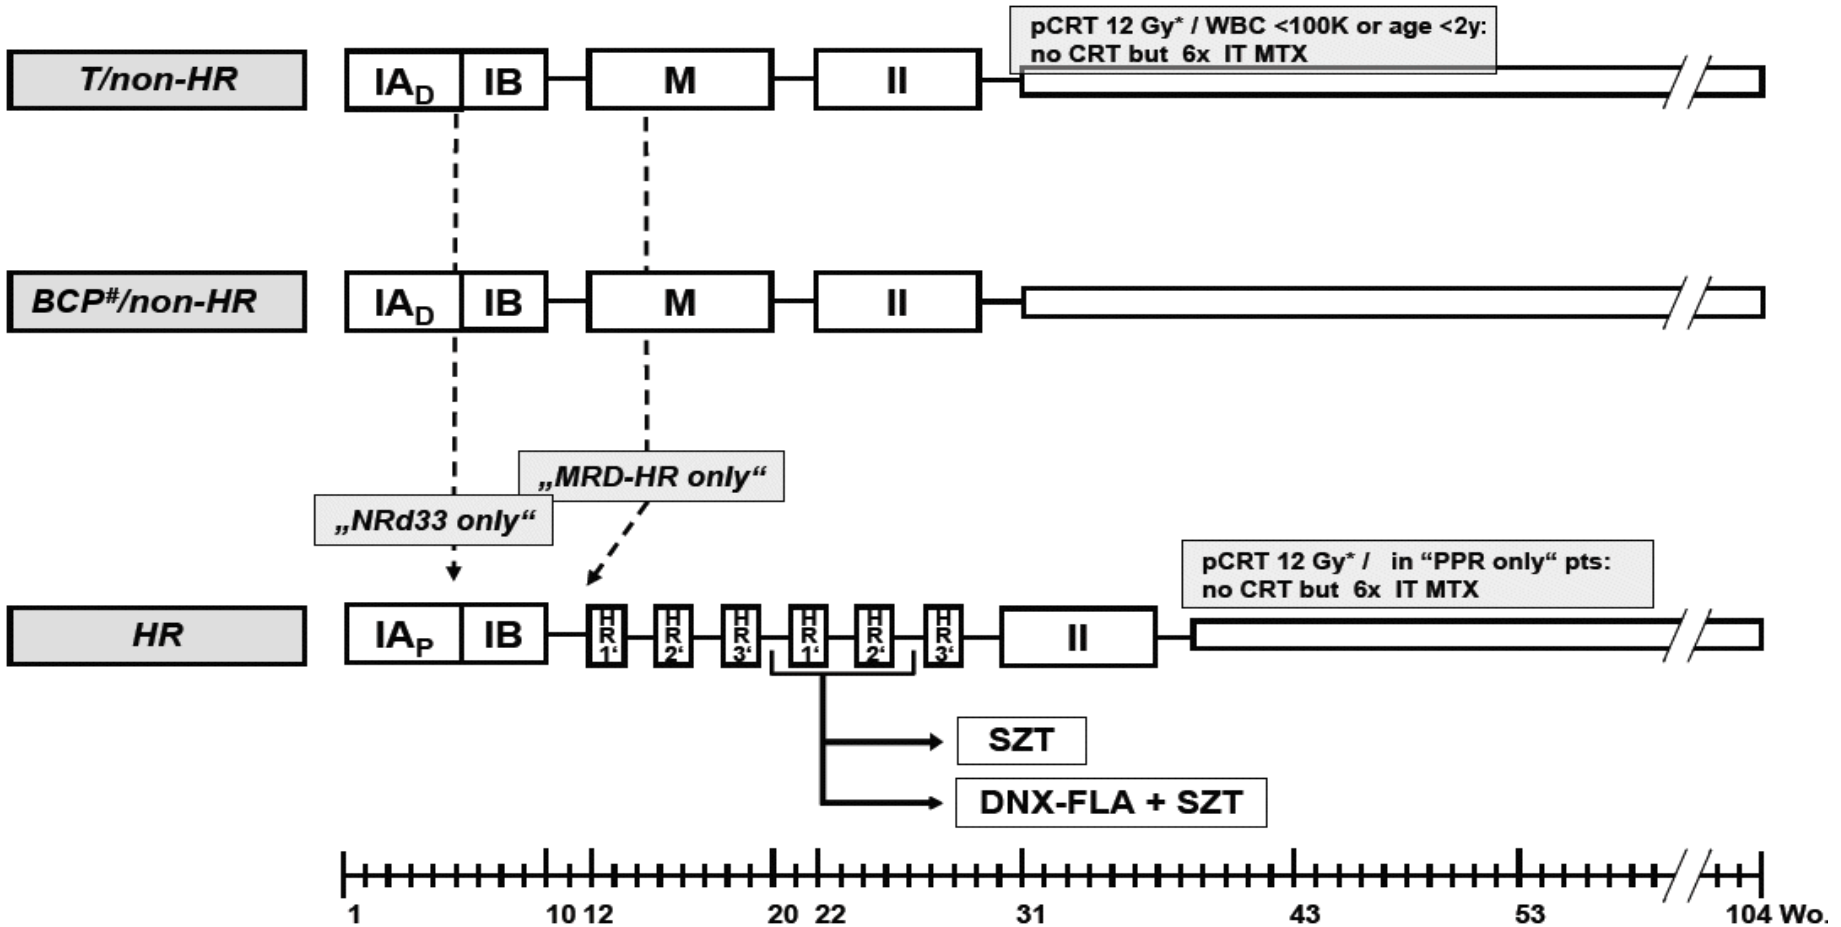 pCRT 12 Gy* / WBC <100K or age <2y:
no CRT but 6x IT MTX
T/non-HR
IAD
IB
M
II
BCP#/non-HR
IAD
IB
M
II
„MRD-HR only“
„NRd33 only“
pCRT 12 Gy* / in “PPR only“ pts:
no CRT but 6x IT MTX
HR
IAP
IB
HR1‘
HR2‘
HR3‘
HR1‘
HR2‘
HR3‘
II
SZT
DNX-FLA + SZT
1 10 12 20 22 31 43 53 104 Wo.